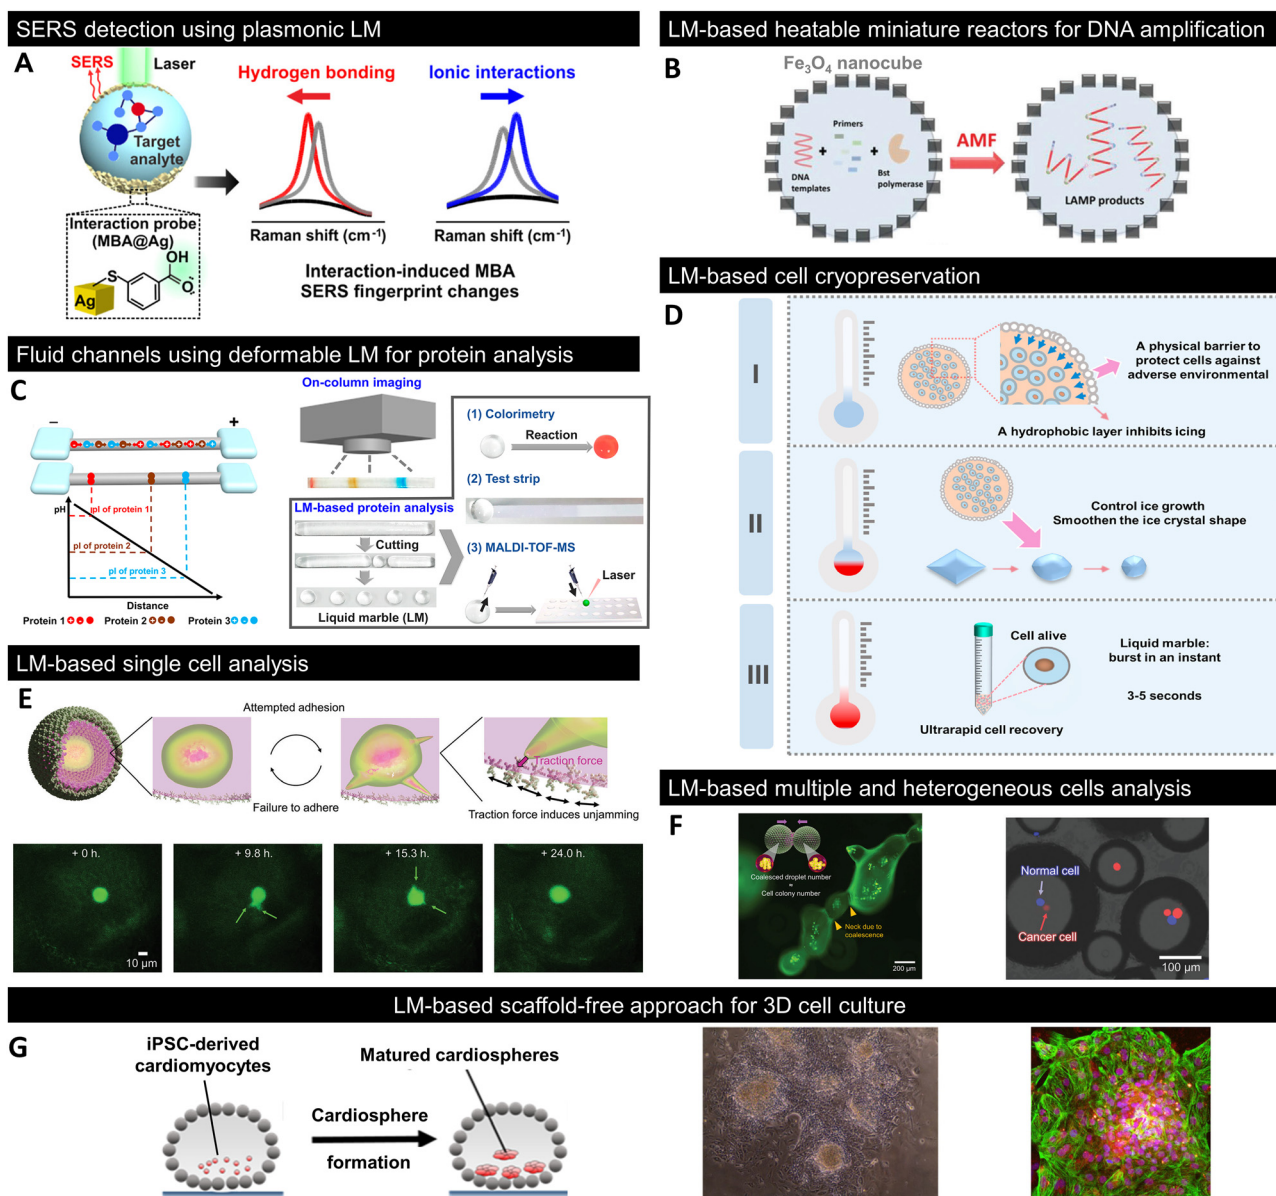 SERS detection using plasmonic LM
A
SERS
Laser
Target
analyte
Interaction probe
(MBA@Ag)
Ag
S
OH
O
Hydrogen bonding
Raman shift (cm⁻¹)
Ionic interactions
Raman shift (cm⁻¹)
Interaction-induced MBA
SERS fingerprint changes
LM-based heatable miniature reactors for DNA amplification
B
Fe₃O₄ nanocube
Primers
+
+
DNA
templates
Bst
polymerase
AMF
LAMP products
Fluid channels using deformable LM for protein analysis
C
−
+
pH
pI of protein 1
pI of protein 2
pI of protein 3
Distance
Protein 1
Protein 2
Protein 3
On-column imaging
LM-based protein analysis
Cutting
Liquid marble (LM)
(1) Colorimetry
Reaction
(2) Test strip
(3) MALDI-TOF-MS
Laser
LM-based cell cryopreservation
D
I
A physical barrier to
protect cells against
adverse environmental
A hydrophobic layer inhibits icing
II
Control ice growth
Smoothen the ice crystal shape
III
Cell alive
Ultrarapid cell recovery
Liquid marble:
burst in an instant
3-5 seconds
LM-based single cell analysis
E
Attempted adhesion
Failure to adhere
Traction force
Traction force induces unjamming
+ 0 h.
10 μm
+ 9.8 h.
+ 15.3 h.
+ 24.0 h.
LM-based multiple and heterogeneous cells analysis
F
Coalesced droplet number
=
Cell colony number
Neck due to
coalescence
200 μm
Normal cell
Cancer cell
100 μm
LM-based scaffold-free approach for 3D cell culture
G
iPSC-derived
cardiomyocytes
Cardiosphere
formation
Matured cardiospheres